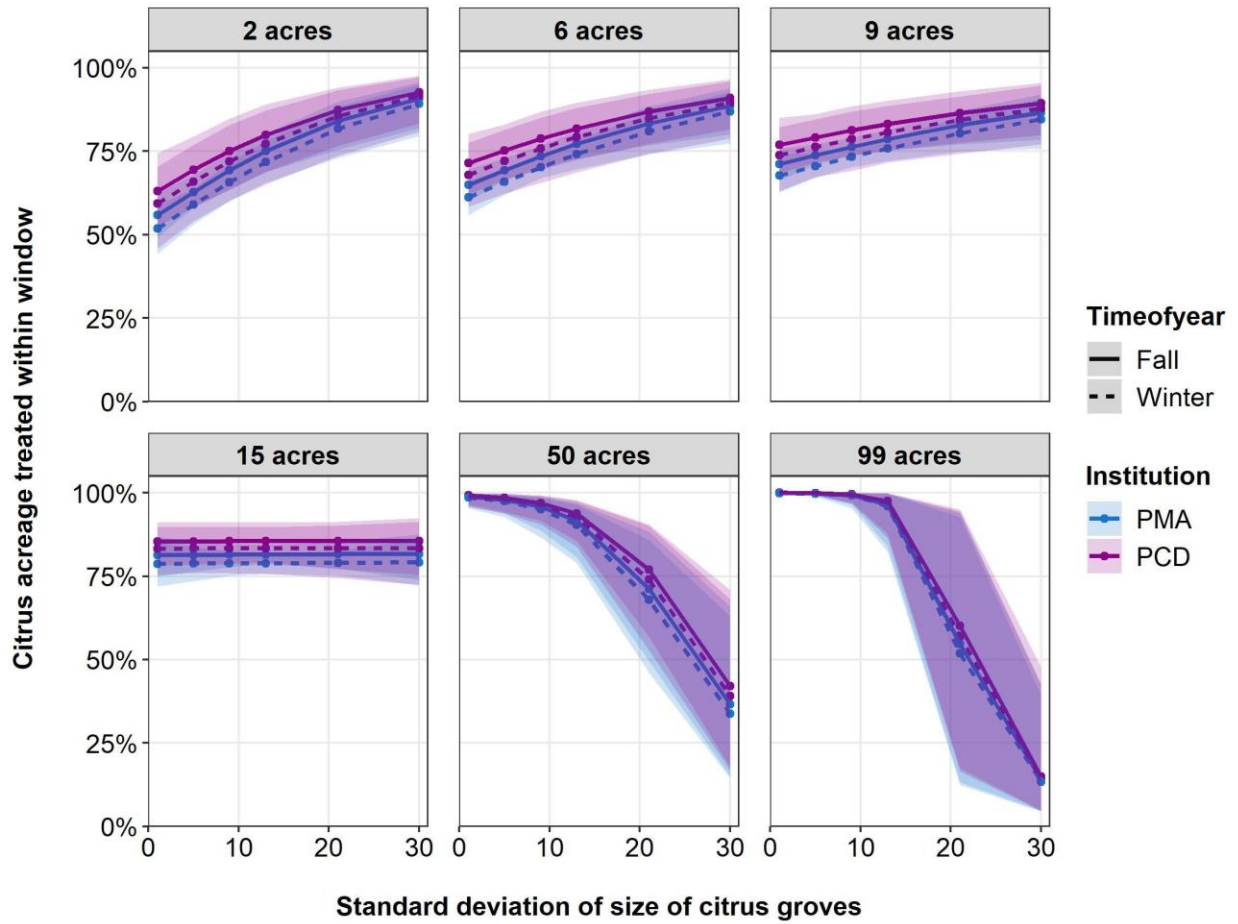 2 acres
6 acres
9 acres
100%
75%
50%
25%
0%
15 acres
50 acres
99 acres
100%
75%
50%
25%
0%
0 10 20 30
0 10 20 30
0 10 20 30
Citrus acreage treated within window
Standard deviation of size of citrus groves
Timeofyear
Fall
Winter
Institution
PMA
PCD